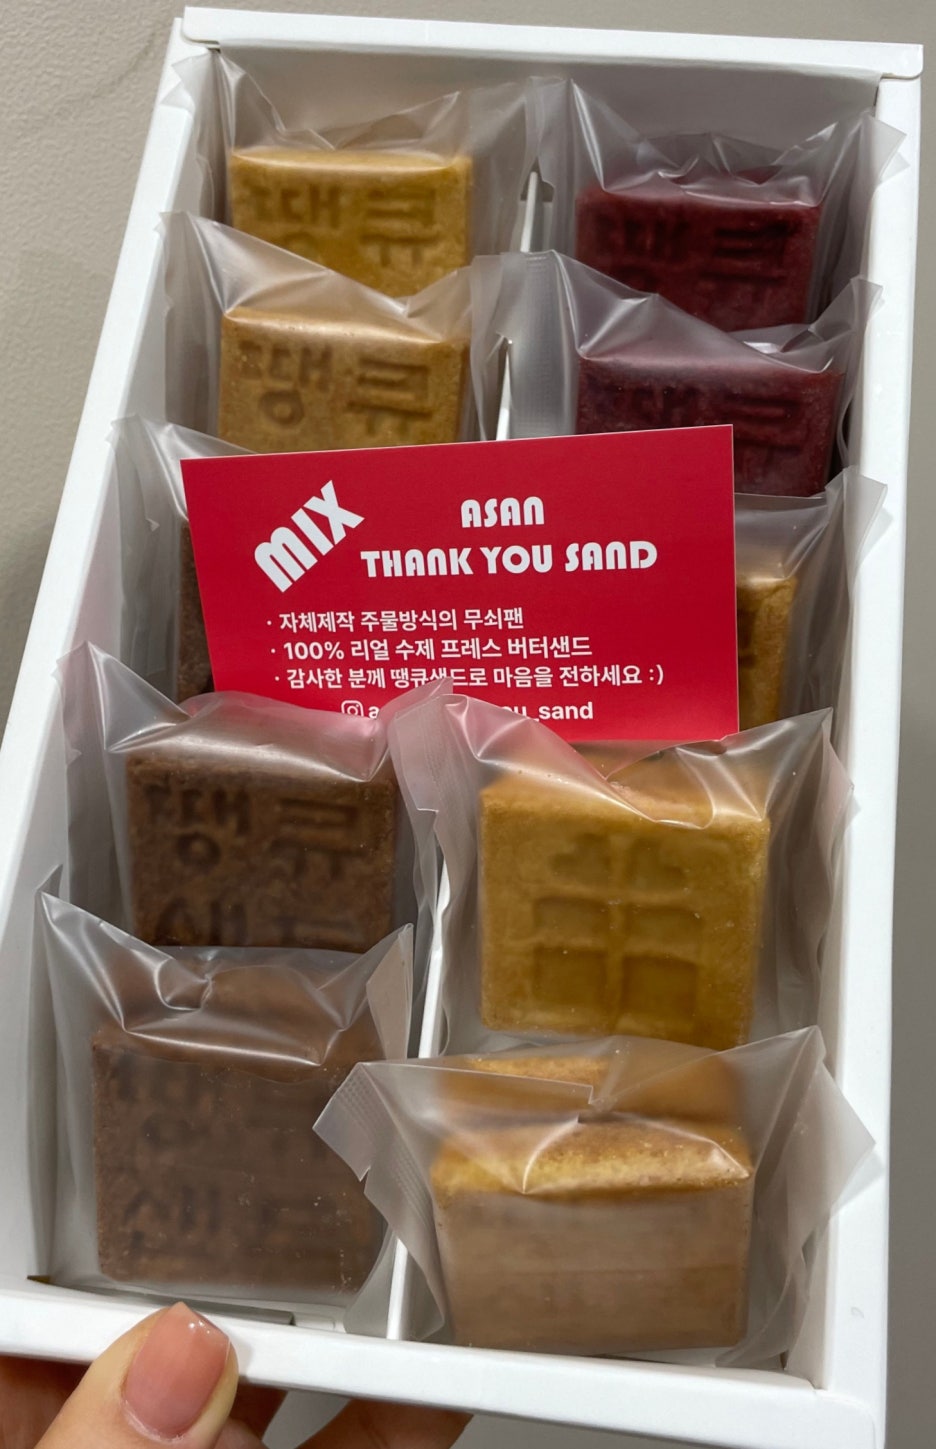 땡큐
땡큐
땡큐
땡큐
MIX
ASAN
THANK YOU SAND
· 자체제작 주물방식의 무쇠팬
· 100% 리얼 수제 프레스 버터샌드
· 감사한 분께 땡큐샌드로 마음을 전하세요 :)
땡큐